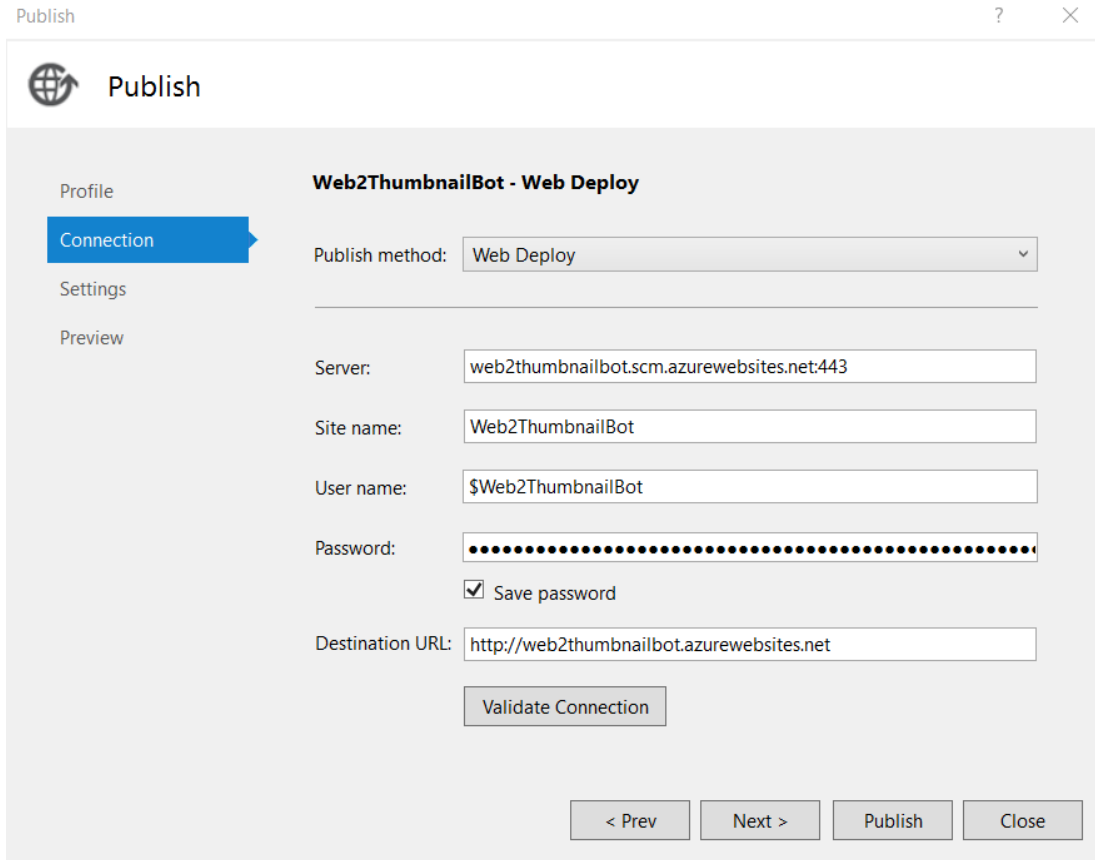 Publish
?
Publish
Profile
Connection
Settings
Preview
Web2ThumbnailBot - Web Deploy
Publish method: Web Deploy
Server: web2thumbnailbot.scm.azurewebsites.net:443
Site name: Web2ThumbnailBot
User name: $Web2ThumbnailBot
Password: ●●●●●●●●●●●●●●●●●●●●●●●●●●●●●●●●●●●●●●●●●●●●●●●●●●●
Save password
Destination URL: http://web2thumbnailbot.azurewebsites.net
Validate Connection
< Prev Next > Publish Close